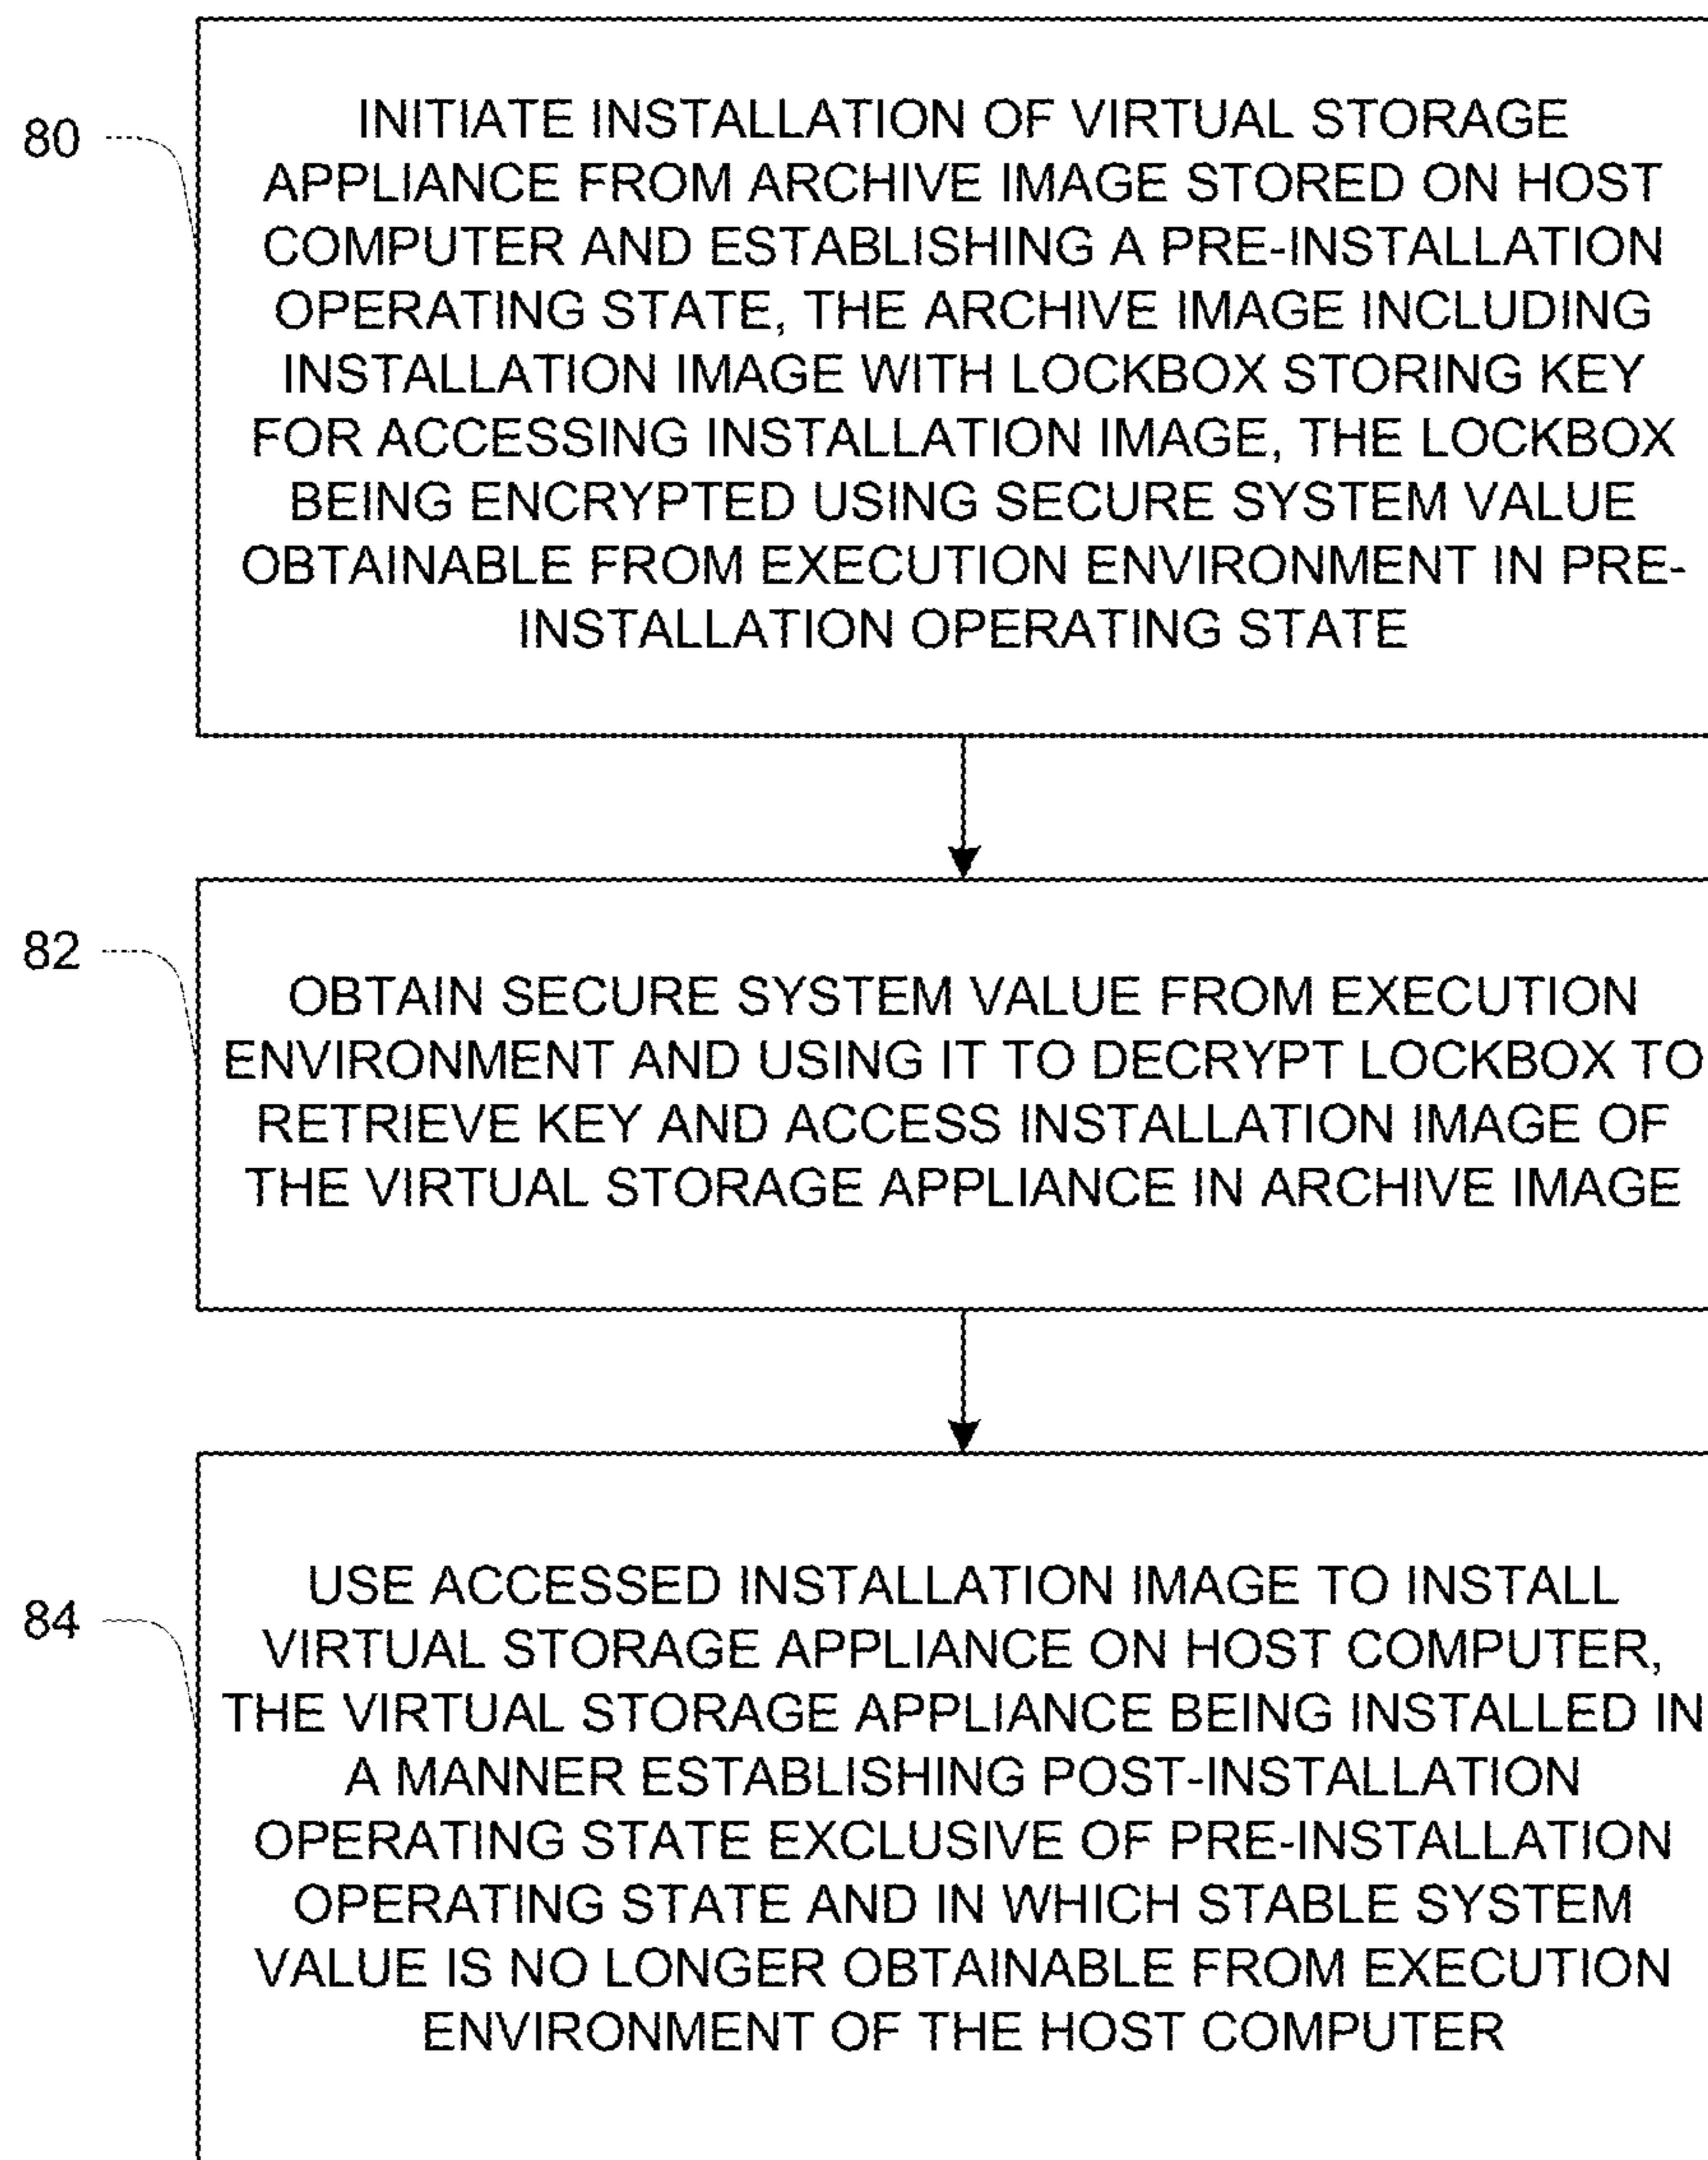 80
INITIATE INSTALLATION OF VIRTUAL STORAGE
APPLIANCE FROM ARCHIVE IMAGE STORED ON HOST
COMPUTER AND ESTABLISHING A PRE-INSTALLATION
OPERATING STATE, THE ARCHIVE IMAGE INCLUDING
INSTALLATION IMAGE WITH LOCKBOX STORING KEY
FOR ACCESSING INSTALLATION IMAGE, THE LOCKBOX
BEING ENCRYPTED USING SECURE SYSTEM VALUE
OBTAINABLE FROM EXECUTION ENVIRONMENT IN PRE-
INSTALLATION OPERATING STATE
82
OBTAIN SECURE SYSTEM VALUE FROM EXECUTION
ENVIRONMENT AND USING IT TO DECRYPT LOCKBOX TO
RETRIEVE KEY AND ACCESS INSTALLATION IMAGE OF
THE VIRTUAL STORAGE APPLIANCE IN ARCHIVE IMAGE
84
USE ACCESSED INSTALLATION IMAGE TO INSTALL
VIRTUAL STORAGE APPLIANCE ON HOST COMPUTER,
THE VIRTUAL STORAGE APPLIANCE BEING INSTALLED IN
A MANNER ESTABLISHING POST-INSTALLATION
OPERATING STATE EXCLUSIVE OF PRE-INSTALLATION
OPERATING STATE AND IN WHICH STABLE SYSTEM
VALUE IS NO LONGER OBTAINABLE FROM EXECUTION
ENVIRONMENT OF THE HOST COMPUTER